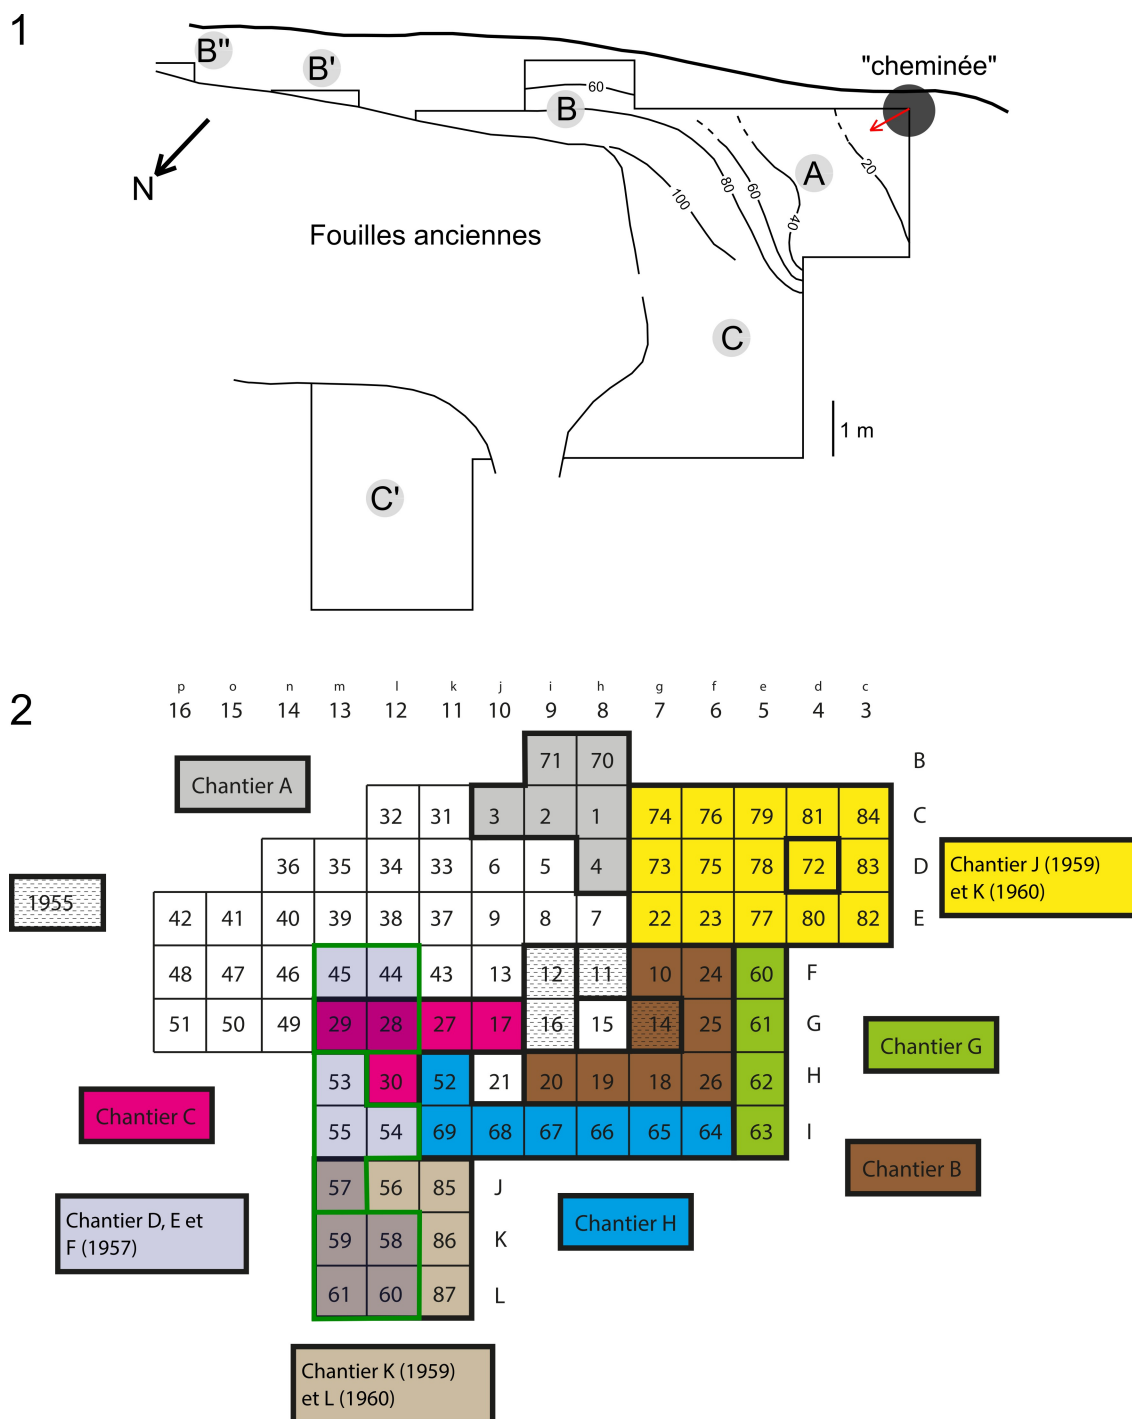 1
B"
B'
"cheminée"
60
B
A
20
80
60
100
40
N
Fouilles anciennes
C
1 m
C'
2
p o n m l k j i h g f e d c
16 15 14 13 12 11 10 9 8 7 6 5 4 3
71 70 B
Chantier A
32 31 3 2 1 74 76 79 81 84 C
36 35 34 33 6 5 4 73 75 78 72 83 D
Chantier J (1959)
et K (1960)
1955
42 41 40 39 38 37 9 8 7 22 23 77 80 82 E
48 47 46 45 44 43 13 12 11 10 24 60 F
51 50 49 29 28 27 17 16 15 14 25 61 G
Chantier G
53 30 52 21 20 19 18 26 62 H
Chantier C
55 54 69 68 67 66 65 64 63 I
Chantier B
57 56 85 J
Chantier D, E et
F (1957)
Chantier H
59 58 86 K
61 60 87 L
Chantier K (1959)
et L (1960)